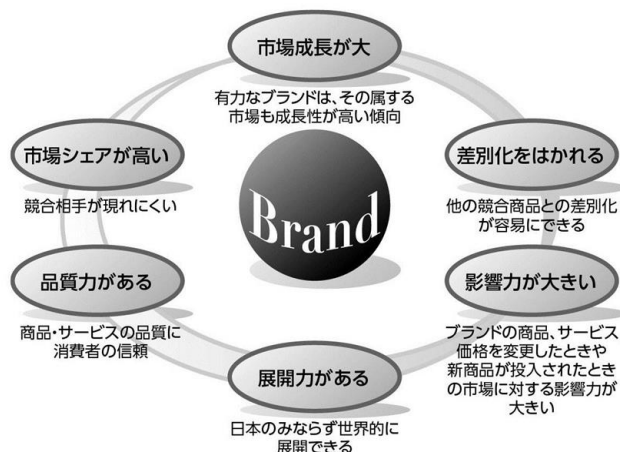 市場成長が大
有力なブランドは、その属する
市場も成長性が高い傾向
市場シェアが高い
競合相手が現れにくい
差別化をはかれる
他の競合商品との差別化
が容易にできる
Brand
品質力がある
商品・サービスの品質に
消費者の信頼
影響力が大きい
ブランドの商品、サービス
価格を変更したときや
新商品が投入されたとき
の市場に対する影響力が
大きい
展開力がある
日本のみならず世界的に
展開できる